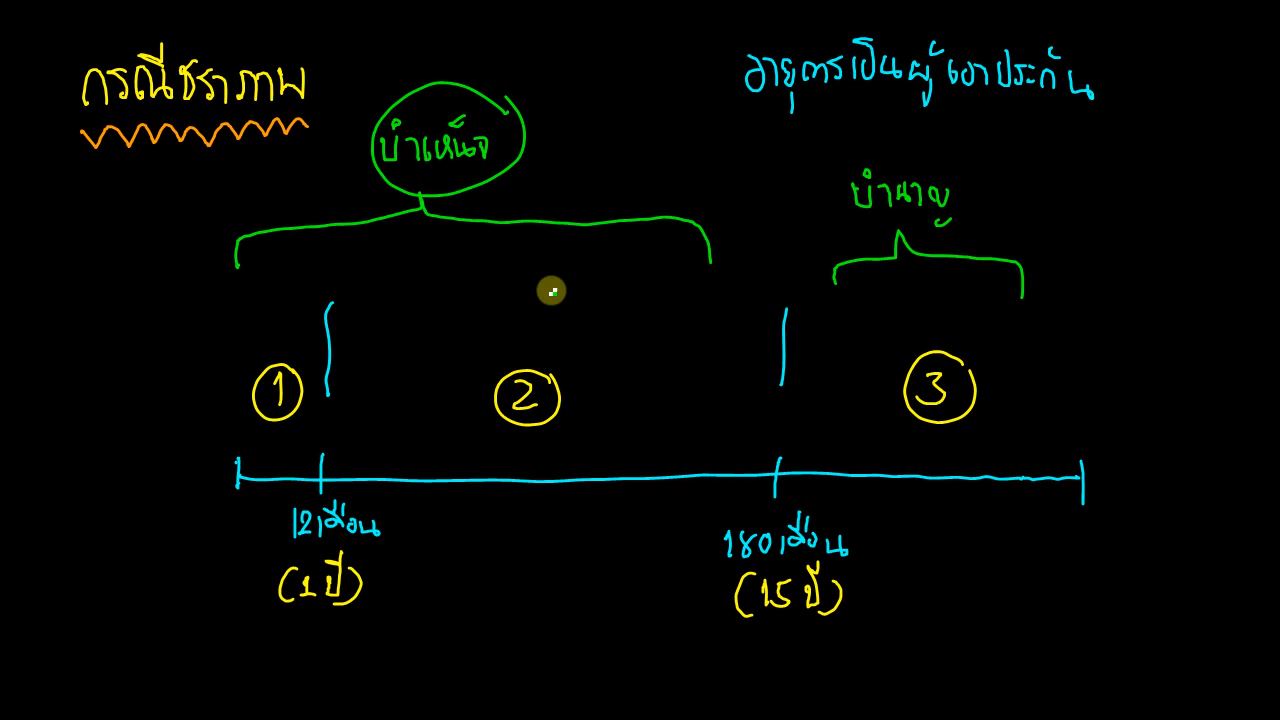 กรณีชราภาพ
อายุการเป็นผู้เอาประกัน
บำเหน็จ
บำนาญ
1
2
3
12 เดือน
180 เดือน
(1 ปี)
(15 ปี)